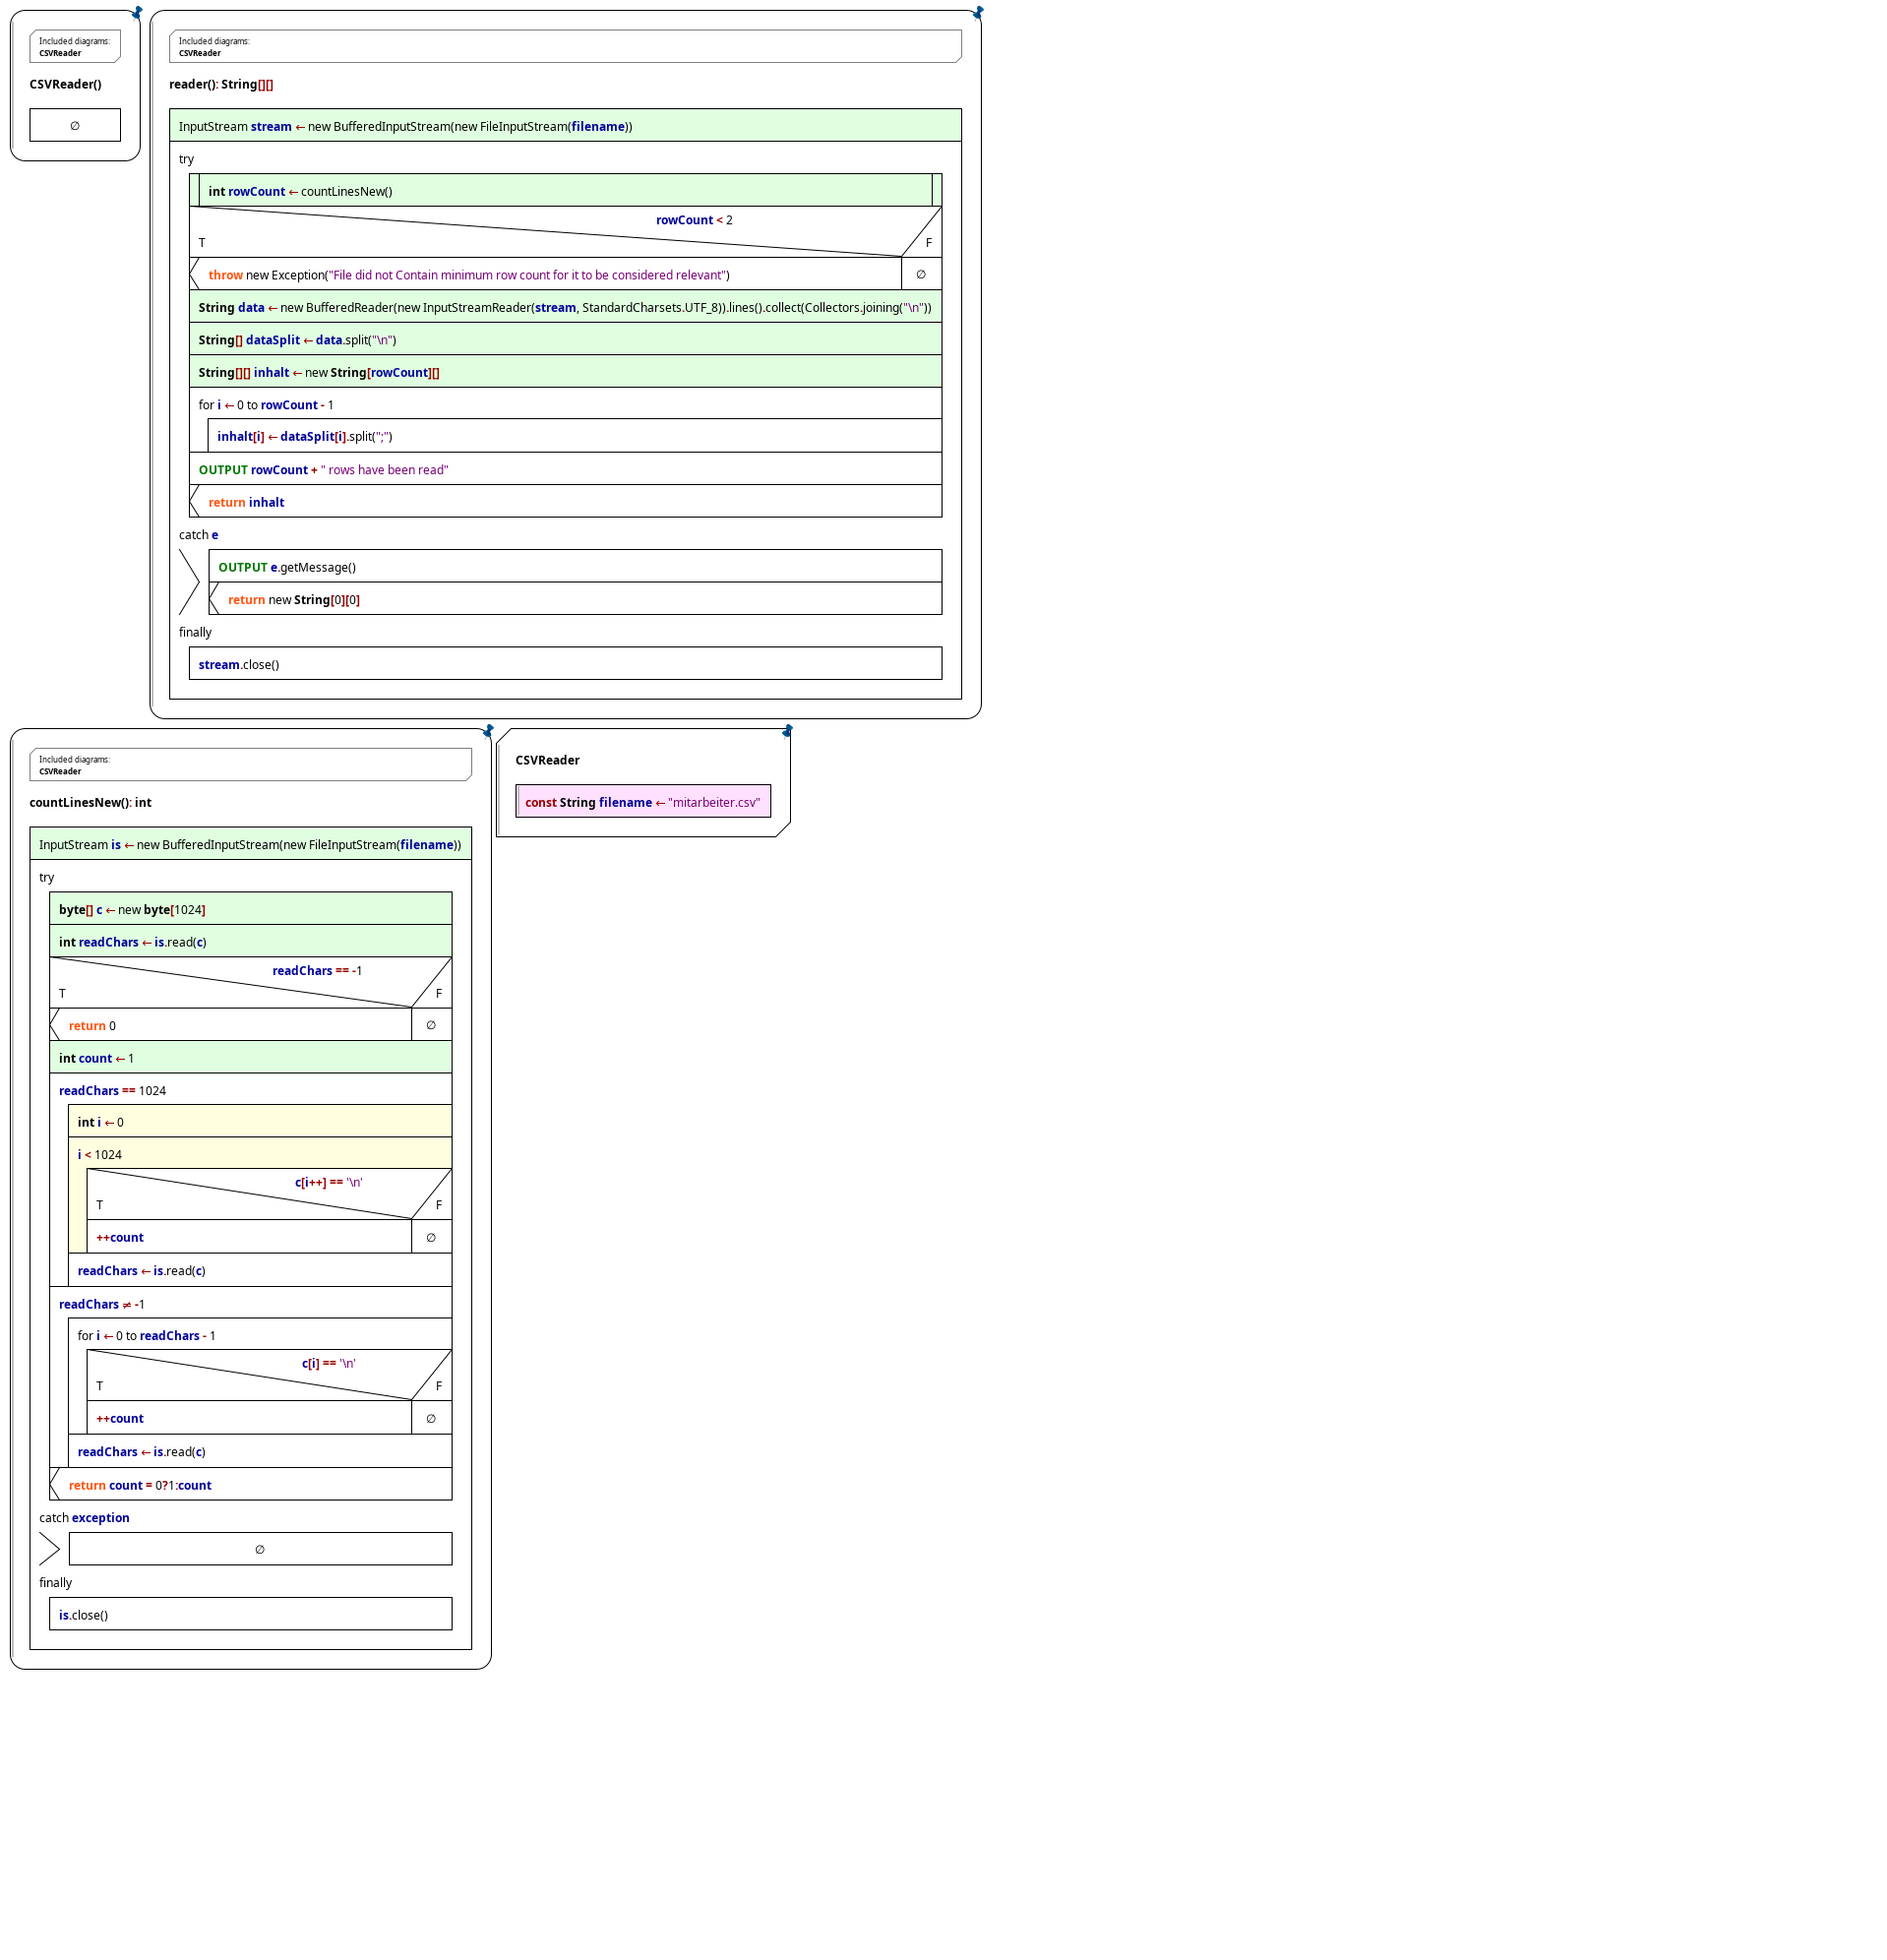 Included diagrams:
CSVReader
CSVReader()
∅
Included diagrams:
CSVReader
reader(): String[][]
InputStream stream ← new BufferedInputStream(new FileInputStream(filename))
try
int rowCount ← countLinesNew()
rowCount < 2
T F
throw new Exception("File did not Contain minimum row count for it to be considered relevant") ∅
String data ← new BufferedReader(new InputStreamReader(stream, StandardCharsets.UTF_8)).lines().collect(Collectors.joining("\n"))
String[] dataSplit ← data.split("\n")
String[][] inhalt ← new String[rowCount][]
for i ← 0 to rowCount - 1
inhalt[i] ← dataSplit[i].split(";")
OUTPUT rowCount + " rows have been read"
return inhalt
catch e
OUTPUT e.getMessage()
return new String[0][0]
finally
stream.close()
Included diagrams:
CSVReader
countLinesNew(): int
InputStream is ← new BufferedInputStream(new FileInputStream(filename))
try
byte[] c ← new byte[1024]
int readChars ← is.read(c)
readChars == -1
T F
return 0 ∅
int count ← 1
readChars == 1024
int i ← 0
i < 1024
c[i++] == '\n'
T F
++count ∅
readChars ← is.read(c)
readChars ≠ -1
for i ← 0 to readChars - 1
c[i] == '\n'
T F
++count ∅
readChars ← is.read(c)
return count = 0?1:count
catch exception
∅
finally
is.close()
CSVReader
const String filename ← "mitarbeiter.csv"